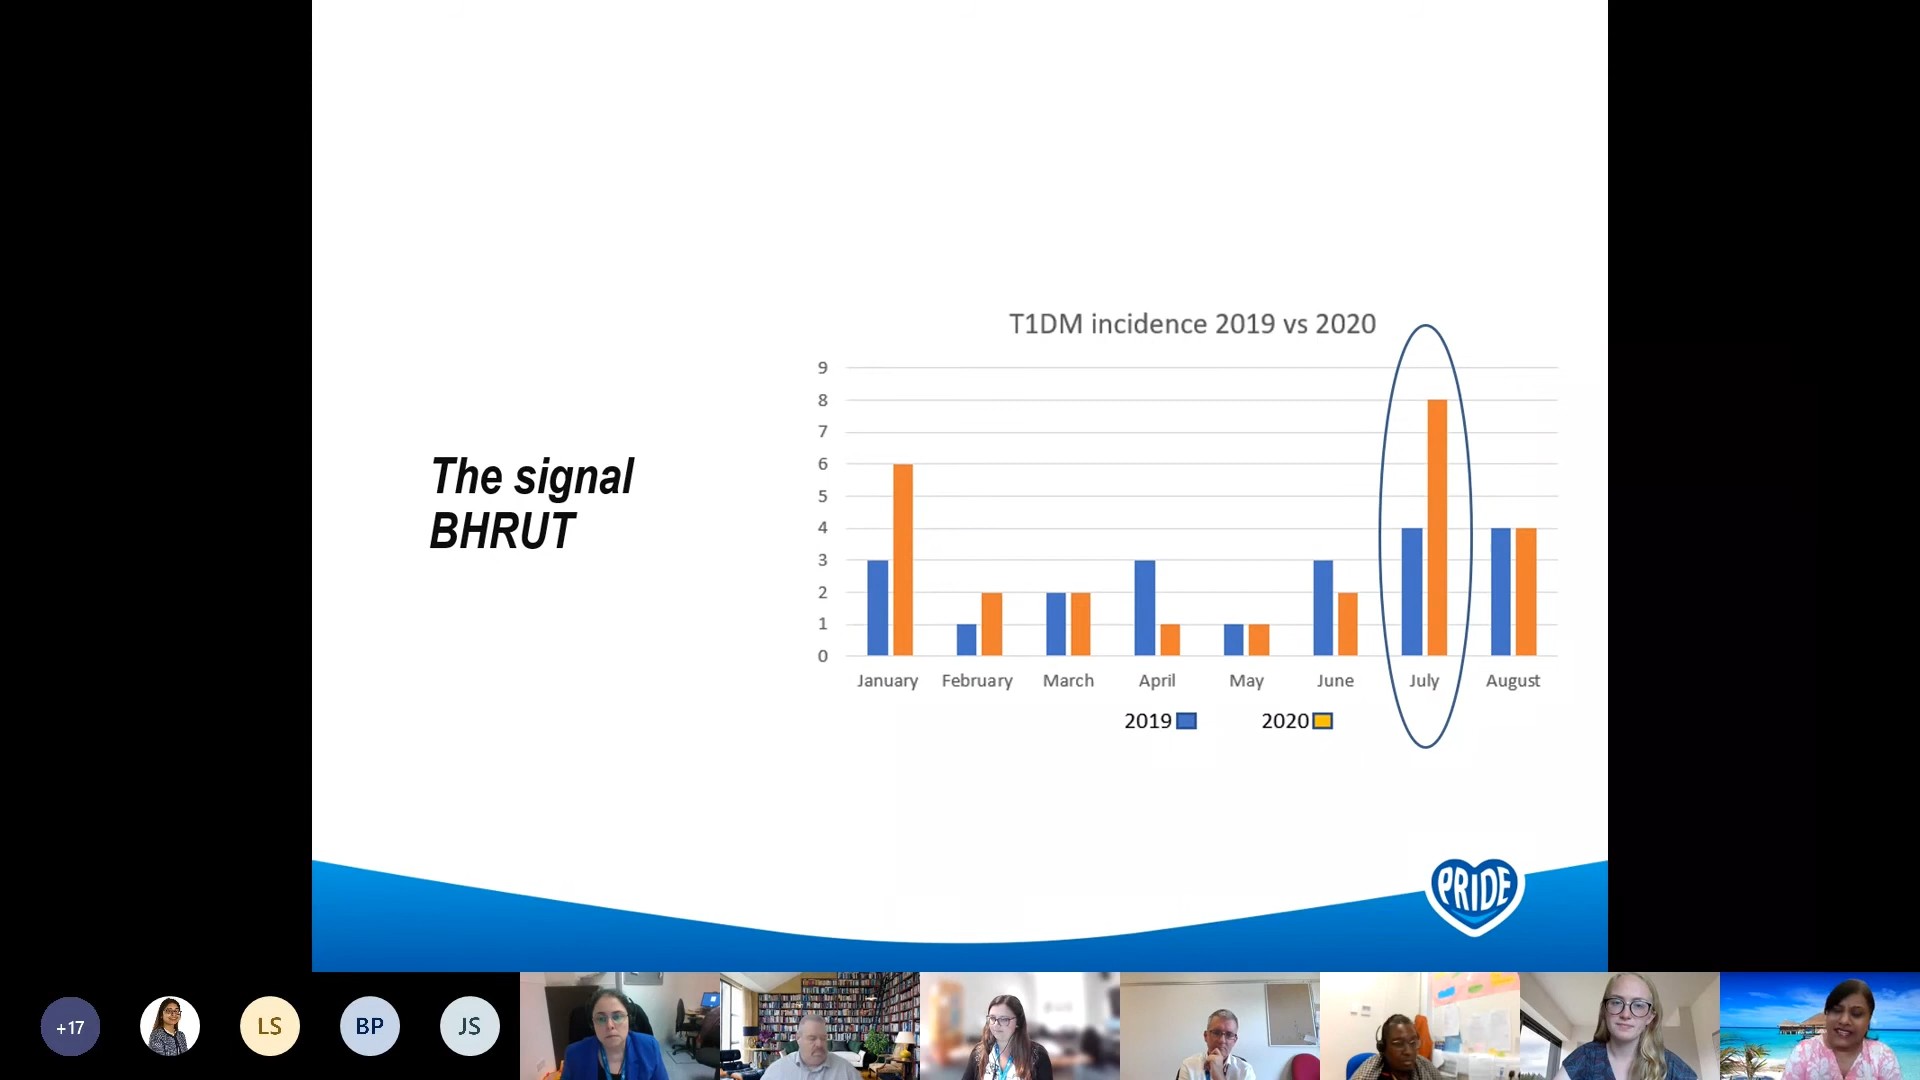 T1DM incidence 2019 vs 2020
9
8
7
6
5
4
3
2
1
0
January February March April May June July August
2019 2020
The signal
BHRUT
PRIDE
+17 LS BP JS